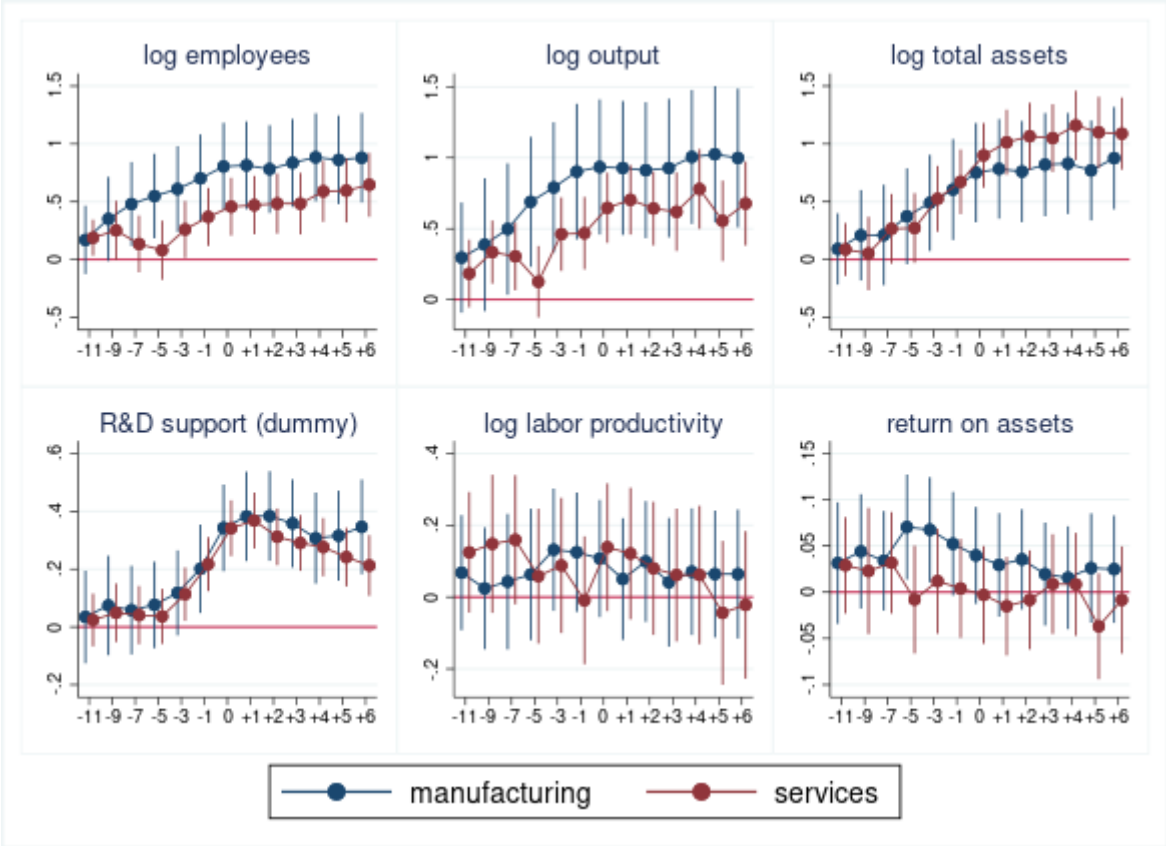 log employees
log output
log total assets
1.5
1
.5
0
-.5
-11 -9 -7 -5 -3 -1 0 +1 +2 +3 +4 +5 +6
1.5
1
.5
0
-11 -9 -7 -5 -3 -1 0 +1 +2 +3 +4 +5 +6
1.5
1
.5
0
-.5
-11 -9 -7 -5 -3 -1 0 +1 +2 +3 +4 +5 +6
R&D support (dummy)
log labor productivity
return on assets
.6
.4
.2
0
-.2
-11 -9 -7 -5 -3 -1 0 +1 +2 +3 +4 +5 +6
.4
.2
0
-.2
-11 -9 -7 -5 -3 -1 0 +1 +2 +3 +4 +5 +6
.15
.1
.05
0
-.05
-.1
-11 -9 -7 -5 -3 -1 0 +1 +2 +3 +4 +5 +6
manufacturing
services